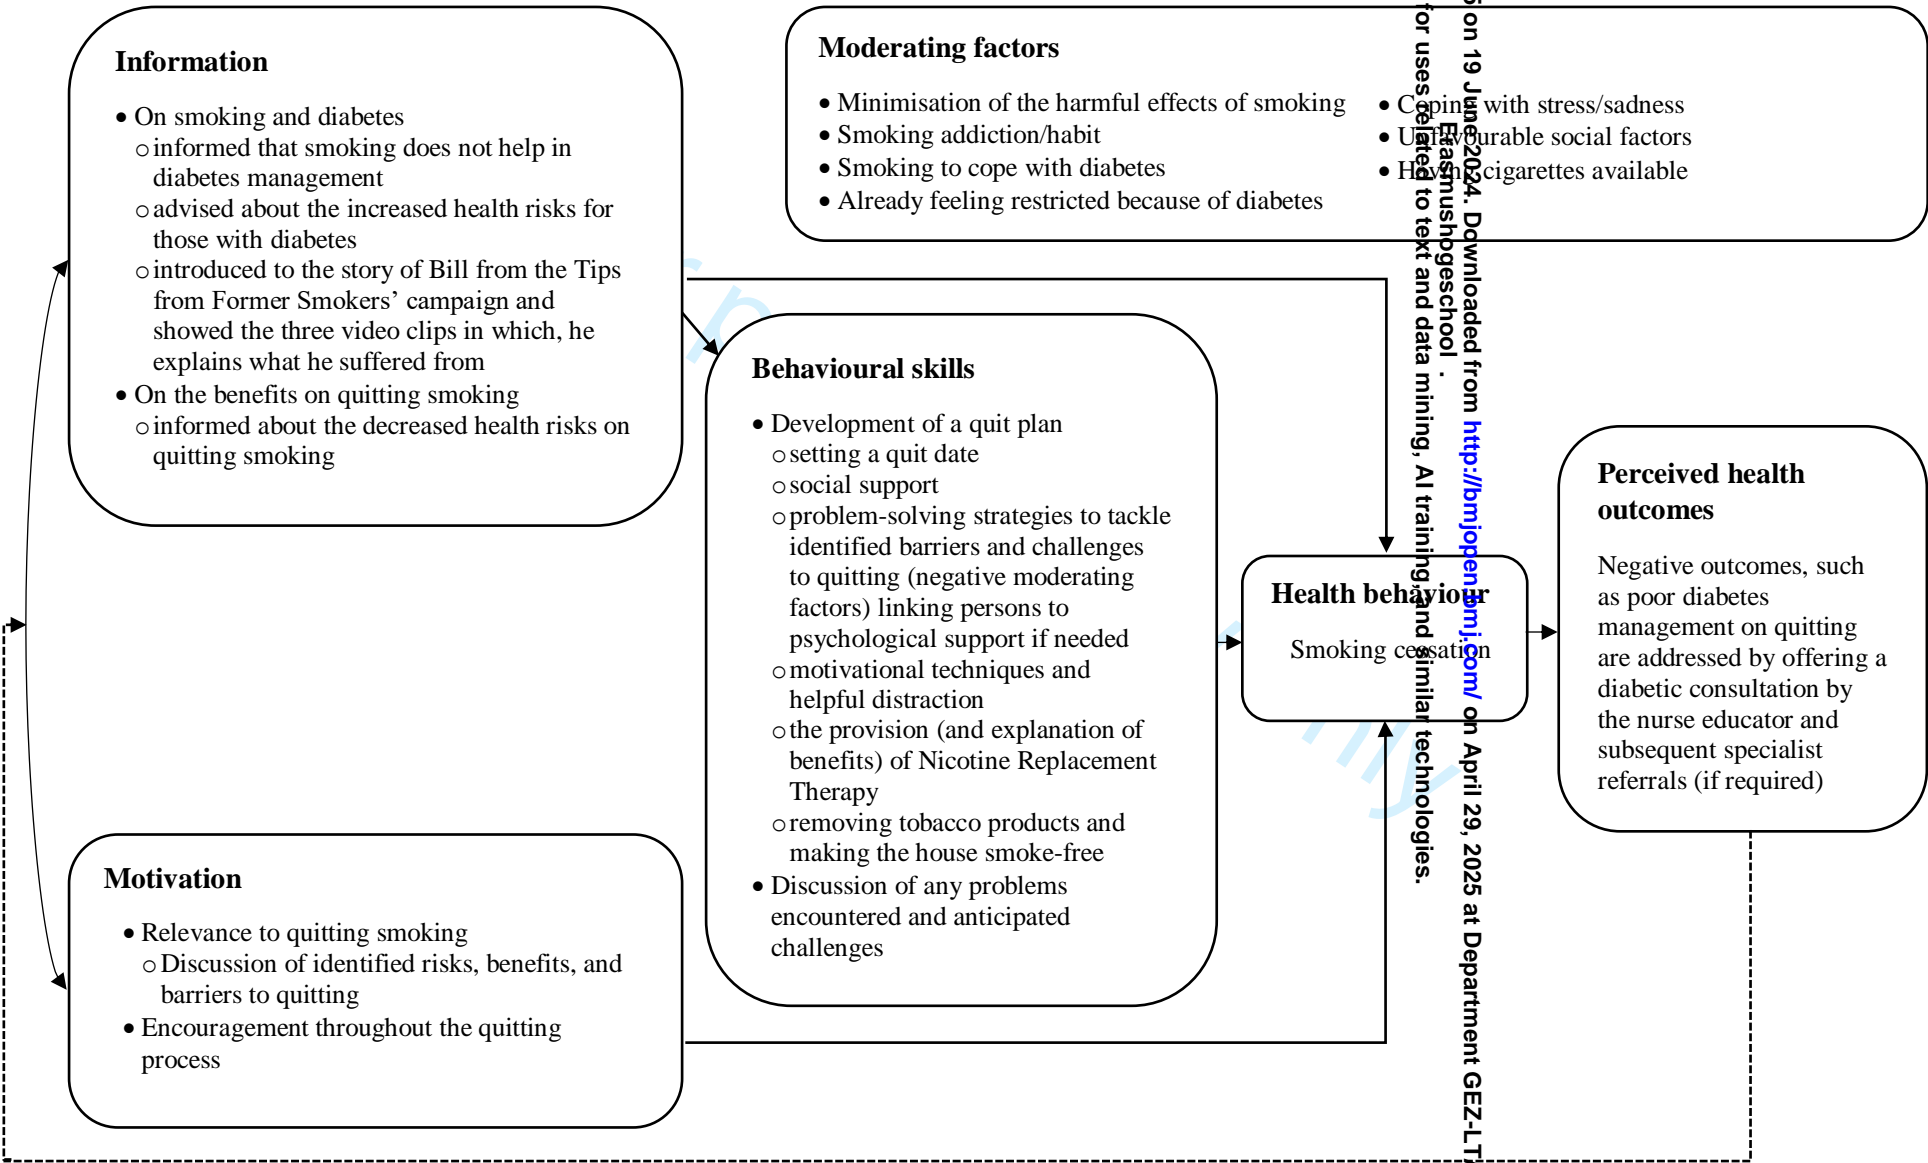 Information
• On smoking and diabetes
o informed that smoking does not help in
diabetes management
o advised about the increased health risks for
those with diabetes
o introduced to the story of Bill from the Tips
from Former Smokers’ campaign and
showed the three video clips in which, he
explains what he suffered from
• On the benefits on quitting smoking
o informed about the decreased health risks on
quitting smoking
Moderating factors
• Minimisation of the harmful effects of smoking
• Smoking addiction/habit
• Smoking to cope with diabetes
• Already feeling restricted because of diabetes
• Coping with stress/sadness
• Unfavourable social factors
• Having cigarettes available
Behavioural skills
• Development of a quit plan
o setting a quit date
o social support
o problem-solving strategies to tackle
identified barriers and challenges
to quitting (negative moderating
factors) linking persons to
psychological support if needed
o motivational techniques and
helpful distraction
o the provision (and explanation of
benefits) of Nicotine Replacement
Therapy
o removing tobacco products and
making the house smoke-free
• Discussion of any problems
encountered and anticipated
challenges
Motivation
• Relevance to quitting smoking
o Discussion of identified risks, benefits, and
barriers to quitting
• Encouragement throughout the quitting
process
Health behaviour
Smoking cessation
Perceived health
outcomes
Negative outcomes, such
as poor diabetes
management on quitting
are addressed by offering a
diabetic consultation by
the nurse educator and
subsequent specialist
referrals (if required)
on 19 June 2024. Downloaded from http://bmjopen.bmj.com/ on April 29, 2025 at Department GEZ-LT
Erasmushogeschool .
for uses related to text and data mining, AI training, and similar technologies.